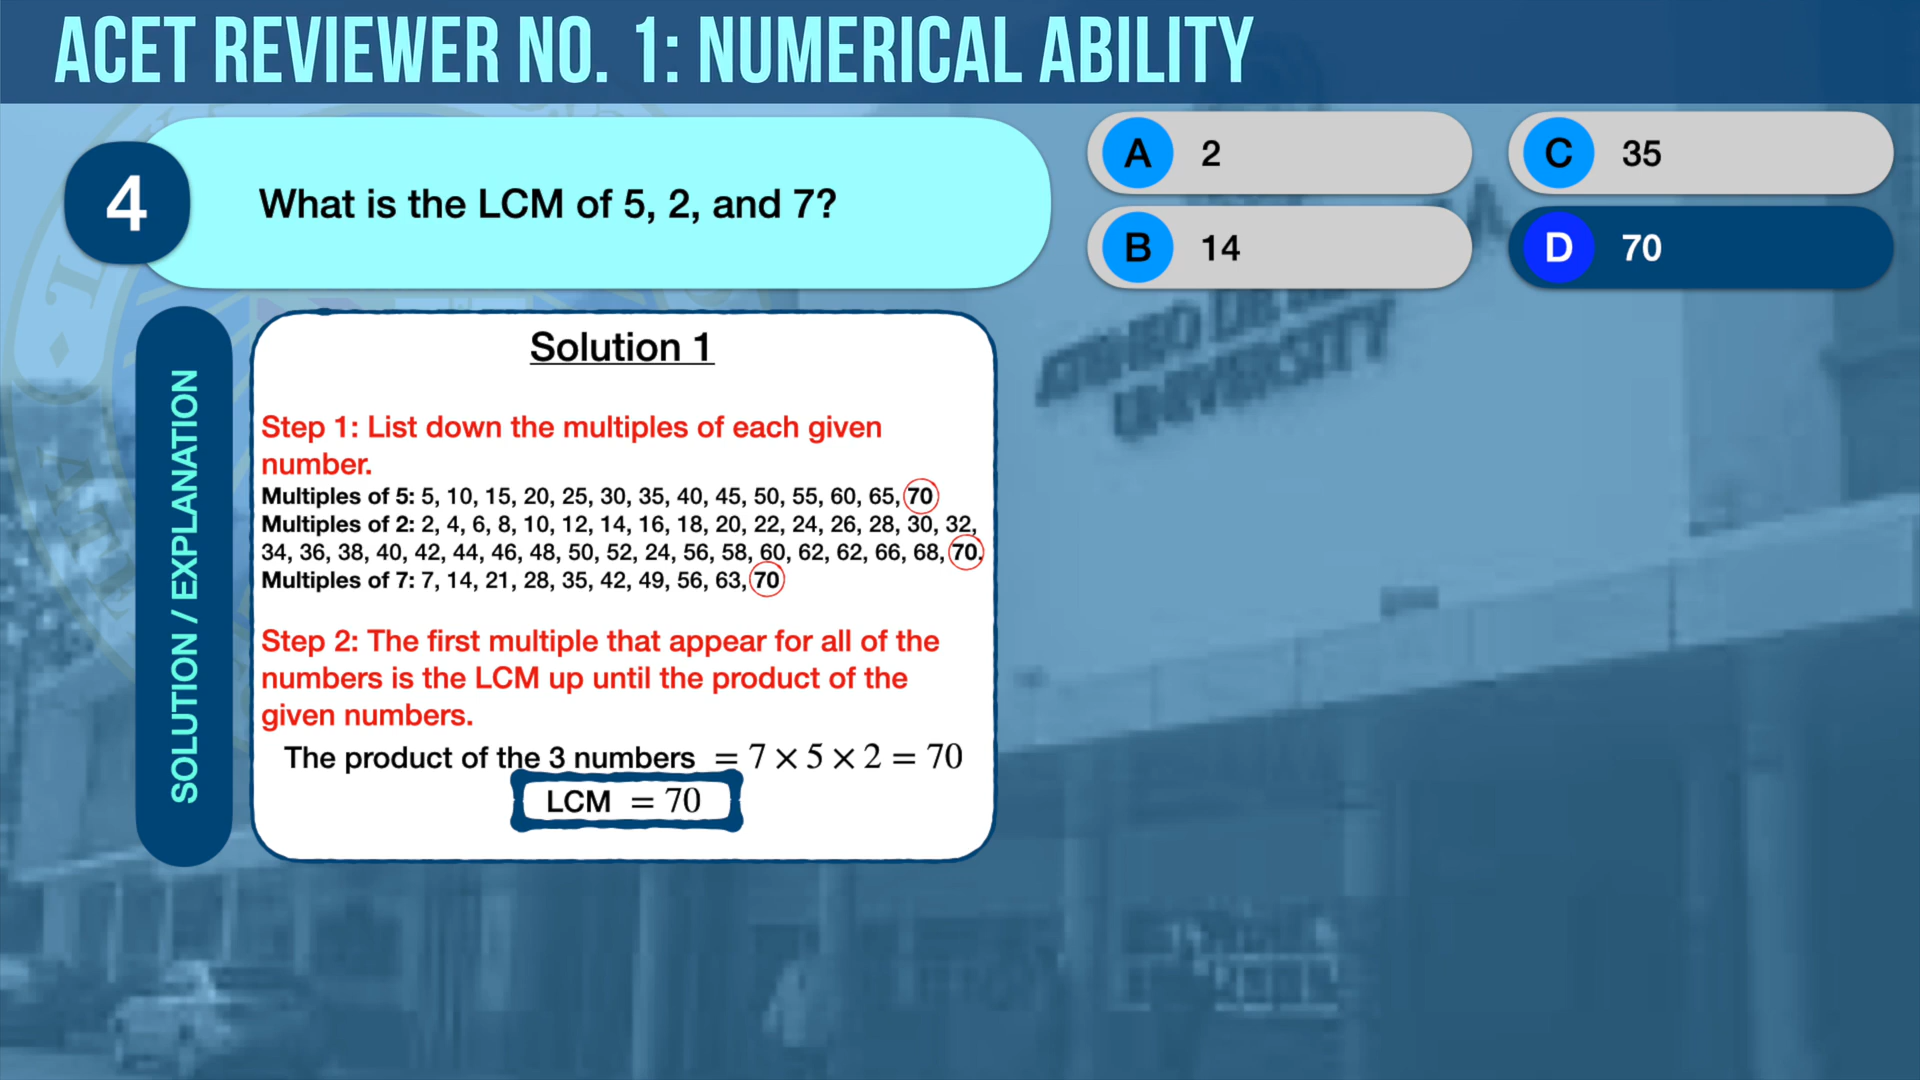 ACET REVIEWER NO. 1: NUMERICAL ABILITY
4
What is the LCM of 5, 2, and 7?
A 2
C 35
B 14
D 70
SOLUTION / EXPLANATION
Solution 1
Step 1: List down the multiples of each given
number.
Multiples of 5: 5, 10, 15, 20, 25, 30, 35, 40, 45, 50, 55, 60, 65, 70
Multiples of 2: 2, 4, 6, 8, 10, 12, 14, 16, 18, 20, 22, 24, 26, 28, 30, 32,
34, 36, 38, 40, 42, 44, 46, 48, 50, 52, 24, 56, 58, 60, 62, 62, 66, 68, 70.
Multiples of 7: 7, 14, 21, 28, 35, 42, 49, 56, 63, 70
Step 2: The first multiple that appear for all of the
numbers is the LCM up until the product of the
given numbers.
The product of the 3 numbers = 7 × 5 × 2 = 70
LCM = 70
UNIVERSITY